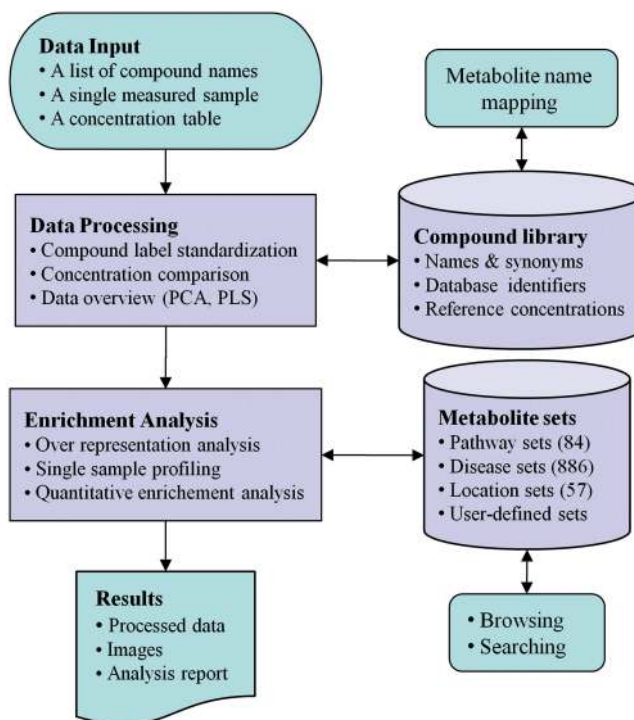 Data Input
• A list of compound names
• A single measured sample
• A concentration table
Metabolite name
mapping
Data Processing
• Compound label standardization
• Concentration comparison
• Data overview (PCA, PLS)
Compound library
• Names & synonyms
• Database identifiers
• Reference concentrations
Enrichment Analysis
• Over representation analysis
• Single sample profiling
• Quantitative enrichement analysis
Metabolite sets
• Pathway sets (84)
• Disease sets (886)
• Location sets (57)
• User-defined sets
Results
• Processed data
• Images
• Analysis report
• Browsing
• Searching